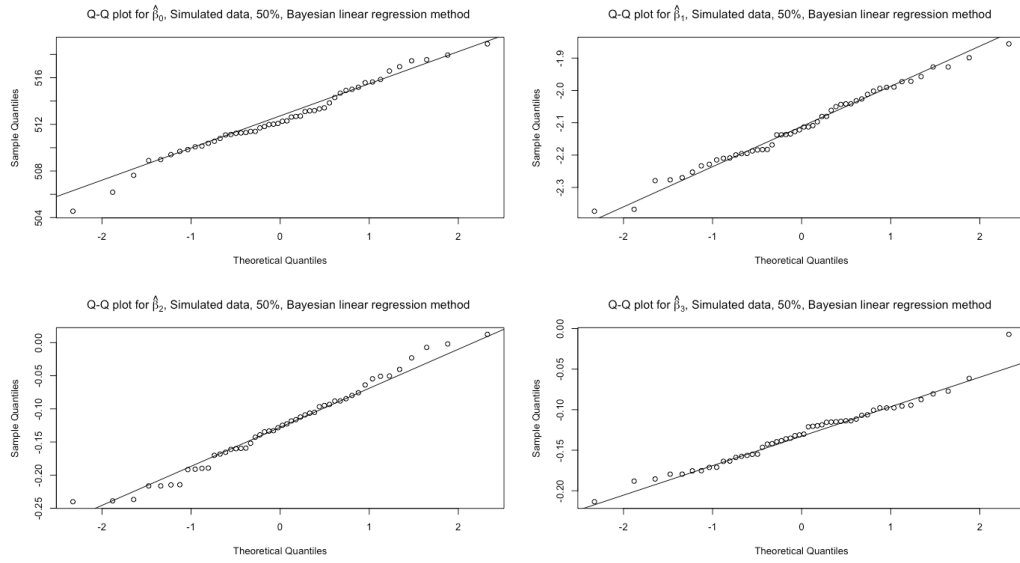 Q-Q plot for β̂₀, Simulated data, 50%, Bayesian linear regression method
Sample Quantiles
504 508 512 516
-2 -1 0 1 2
Theoretical Quantiles
Q-Q plot for β̂₁, Simulated data, 50%, Bayesian linear regression method
Sample Quantiles
-2.3 -2.2 -2.1 -2.0 -1.9
-2 -1 0 1 2
Theoretical Quantiles
Q-Q plot for β̂₂, Simulated data, 50%, Bayesian linear regression method
Sample Quantiles
-0.25 -0.20 -0.15 -0.10 -0.05 0.00
-2 -1 0 1 2
Theoretical Quantiles
Q-Q plot for β̂₃, Simulated data, 50%, Bayesian linear regression method
Sample Quantiles
-0.20 -0.15 -0.10 -0.05 0.00
-2 -1 0 1 2
Theoretical Quantiles